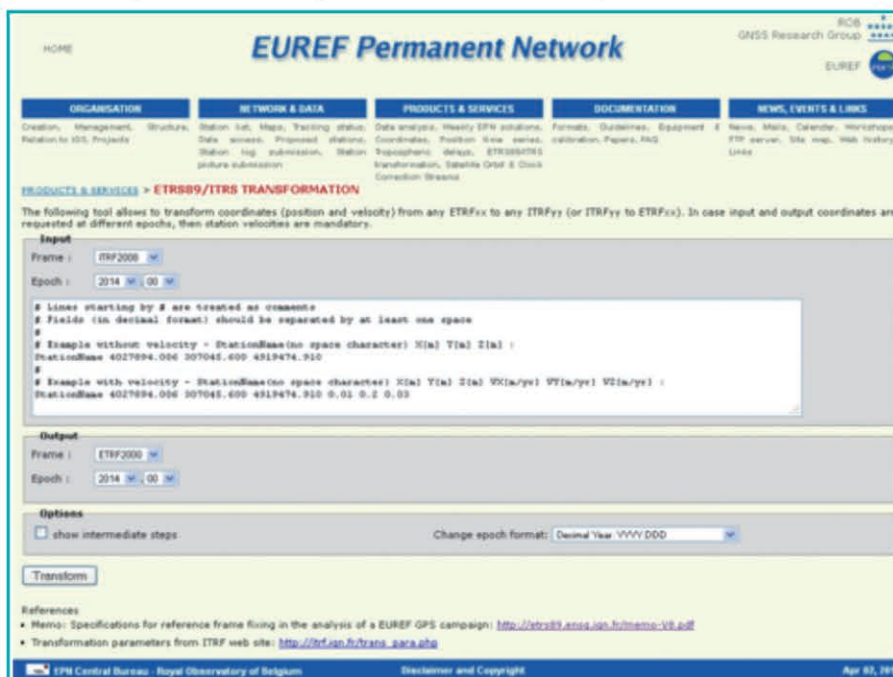 HOME
EUREF Permanent Network
ROB
GNSS Research Group
EUREF
ORGANISATION
Creation, Management, Structure,
Relation to IGS, Projects
NETWORK & DATA
Station list, Maps, Tracking status,
Data access, Proposed stations,
Station log submission, Station
picture submission
PRODUCTS & SERVICES
Data analysis, Weekly EPN solutions,
Coordinates, Position time series,
Tropospheric delays, ETRS89/ITRS
transformation, Satellite Orbit & Clock
Correction Streams
DOCUMENTATION
Formats, Guidelines, Equipment &
calibration, Papers, FAQ
NEWS, EVENTS & LINKS
News, Mails, Calendar, Workshops
FTP server, Site map, Web history
Links
PRODUCTS & SERVICES > ETRS89/ITRS TRANSFORMATION
The following tool allows to transform coordinates (position and velocity) from any ETRFxx to any ITRFyy (or ITRFyy to ETRFxx). In case input and output coordinates are
requested at different epochs, then station velocities are mandatory.
Input
Frame : ITRF2008
Epoch : 2014 . 00
# Lines starting by # are treated as comments
# Fields (in decimal format) should be separated by at least one space
#
# Example without velocity - StationName(no space character) X[m] Y[m] Z[m] :
StationName 4027894.006 307045.600 4919474.910
#
# Example with velocity - StationName(no space character) X[m] Y[m] Z[m] VX[m/yr] VY[m/yr] VZ[m/yr] :
StationName 4027894.006 307045.600 4919474.910 0.01 0.2 0.03
Output
Frame : ETRF2000
Epoch : 2014 . 00
Options
show intermediate steps
Change epoch format: Decimal Year: YYYY.DDD
Transform
References
• Memo: Specifications for reference frame fixing in the analysis of a EUREF GPS campaign: http://etrs89.ensg.ign.fr/memo-V8.pdf
• Transformation parameters from ITRF web site: http://itrf.ign.fr/trans_para.php
EPN Central Bureau - Royal Observatory of Belgium
Disclaimer and Copyright
Apr 02, 201